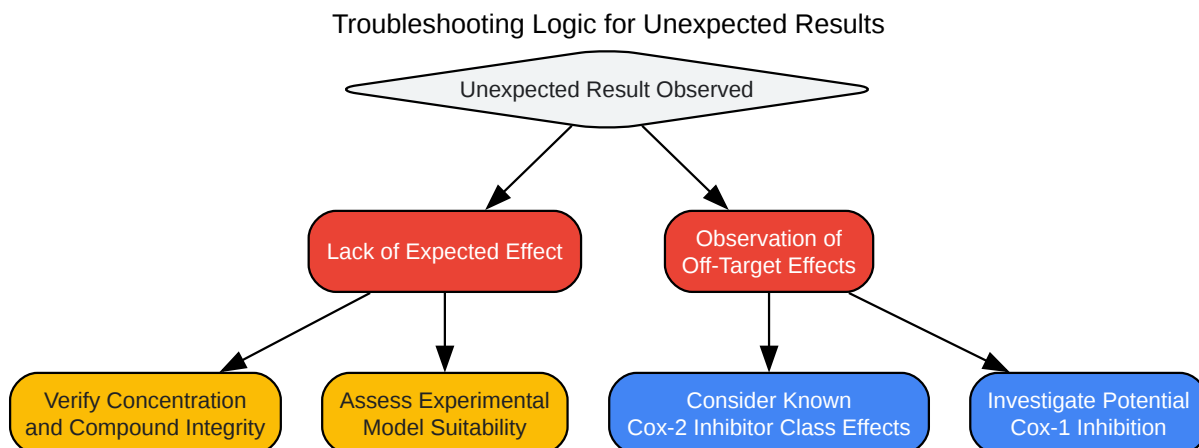 Troubleshooting Logic for Unexpected Results
Unexpected Result Observed
Lack of Expected Effect
Observation of
Off-Target Effects
Verify Concentration
and Compound Integrity
Assess Experimental
Model Suitability
Consider Known
Cox-2 Inhibitor Class Effects
Investigate Potential
Cox-1 Inhibition